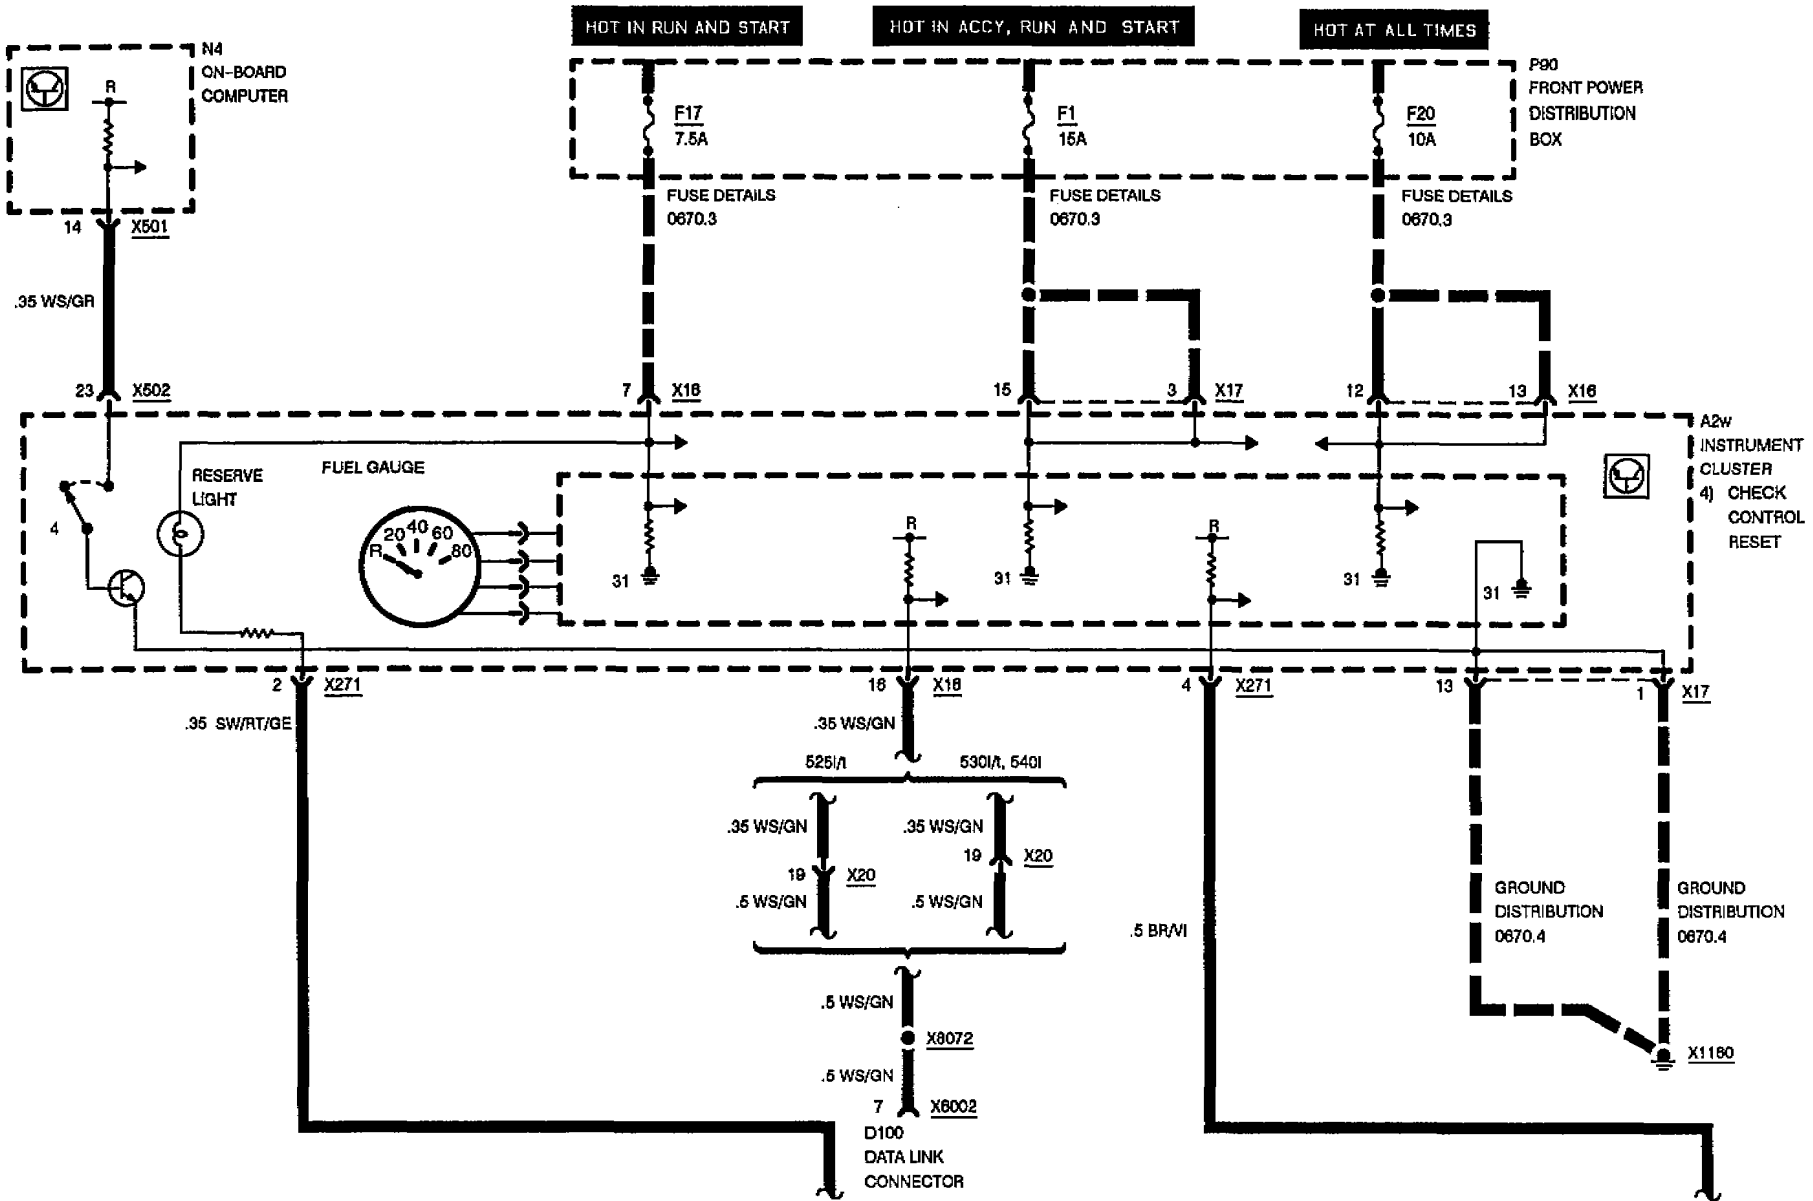 HOT IN RUN AND START
HOT IN ACCY, RUN AND START
HOT AT ALL TIMES
N4
ON-BOARD
COMPUTER
R
P90
FRONT POWER
DISTRIBUTION
BOX
F17
7.5A
F1
15A
F20
10A
FUSE DETAILS
0670.3
FUSE DETAILS
0670.3
FUSE DETAILS
0670.3
14 X501
.35 WS/GR
23 X502
7 X16
15
3 X17
12
13 X16
A2w
INSTRUMENT
CLUSTER
4) CHECK
CONTROL
RESET
RESERVE
LIGHT
FUEL GAUGE
4
R 20 40 60 80
31
R
31
R
31
31
2 X271
16 X16
4 X271
13
1 X17
.35 SW/RT/GE
.35 WS/GN
525i/t
530i/t, 540i
.35 WS/GN
.35 WS/GN
19 X20
19 X20
.5 WS/GN
.5 WS/GN
.5 BR/VI
GROUND
DISTRIBUTION
0670.4
GROUND
DISTRIBUTION
0670.4
.5 WS/GN
X8072
X1160
.5 WS/GN
7 X6002
D100
DATA LINK
CONNECTOR